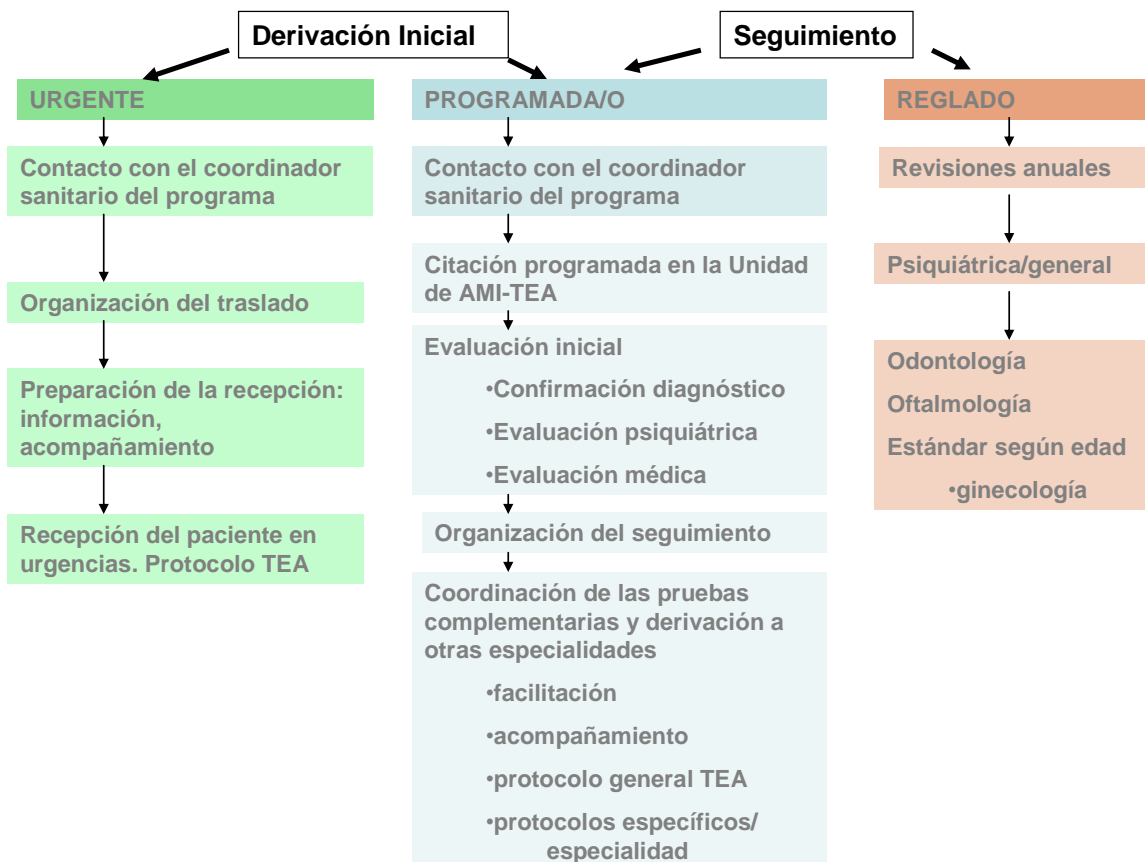 Derivación Inicial
Seguimiento
URGENTE
Contacto con el coordinador
sanitario del programa
Organización del traslado
Preparación de la recepción:
información,
acompañamiento
Recepción del paciente en
urgencias. Protocolo TEA
PROGRAMADA/O
Contacto con el coordinador
sanitario del programa
Citación programada en la Unidad
de AMI-TEA
Evaluación inicial
•Confirmación diagnóstico
•Evaluación psiquiátrica
•Evaluación médica
Organización del seguimiento
Coordinación de las pruebas
complementarias y derivación a
otras especialidades
•facilitación
•acompañamiento
•protocolo general TEA
•protocolos específicos/
especialidad
REGLADO
Revisiones anuales
Psiquiátrica/general
Odontología
Oftalmología
Estándar según edad
•ginecología